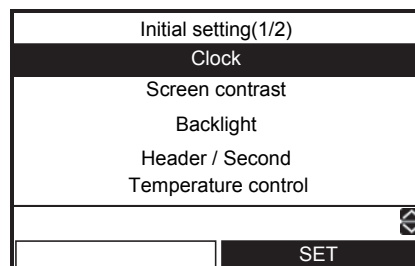 Initial setting(1/2)
Clock
Screen contrast
Backlight
Header / Second
Temperature control
SET